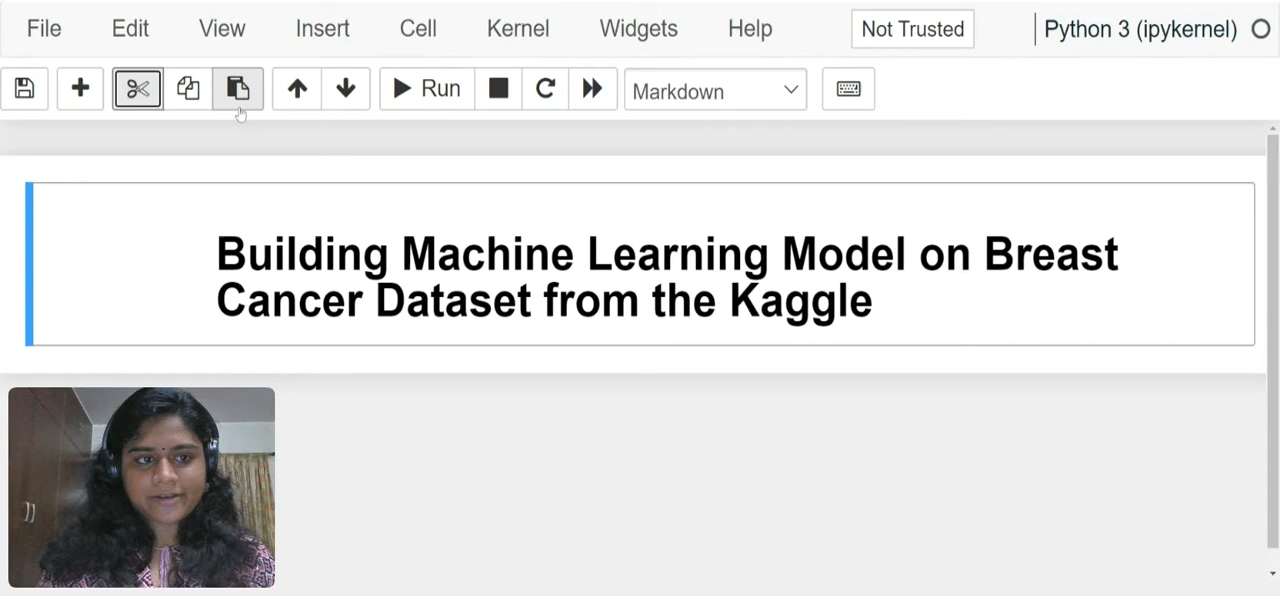 File Edit View Insert Cell Kernel Widgets Help Not Trusted Python 3 (ipykernel)
Run Markdown
Building Machine Learning Model on Breast
Cancer Dataset from the Kaggle